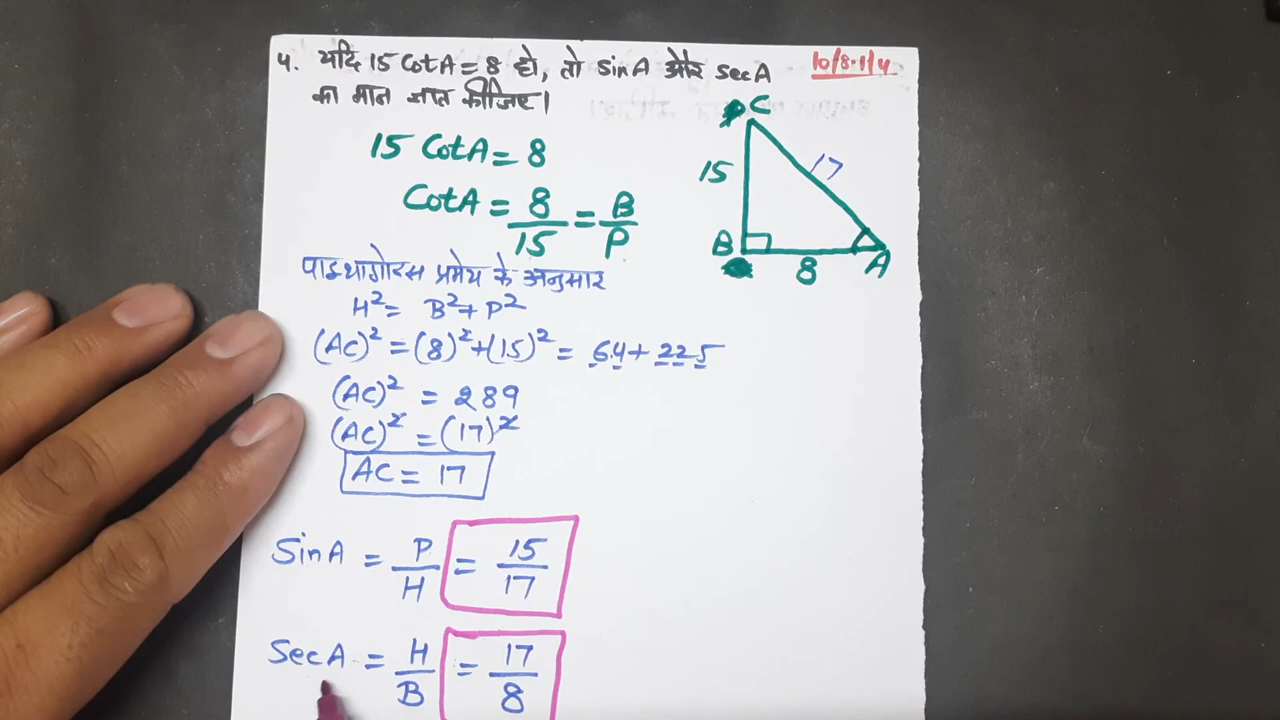 4. यदि 15 cotA = 8 हो, तो sinA और secA
का मान ज्ञात कीजिए।
10/8.1/4
15 CotA = 8
CotA = 8/15 = B/P
C
15
17
B
8
A
पाइथागोरस प्रमेय के अनुसार
H² = B² + P²
(AC)² = (8)² + (15)² = 64 + 225
(AC)² = 289
(AC)² = (17)²
AC = 17
SinA = P/H = 15/17
SecA = H/B = 17/8